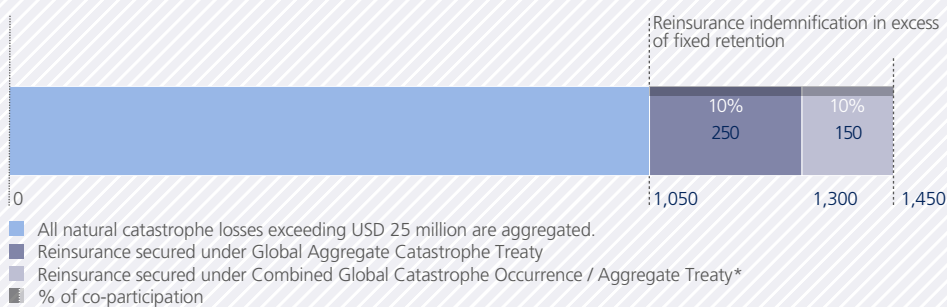 Reinsurance indemnification in excess
of fixed retention
10% 10%
250 150
0 1,050 1,300 1,450
All natural catastrophe losses exceeding USD 25 million are aggregated.
Reinsurance secured under Global Aggregate Catastrophe Treaty
Reinsurance secured under Combined Global Catastrophe Occurrence / Aggregate Treaty*
% of co-participation